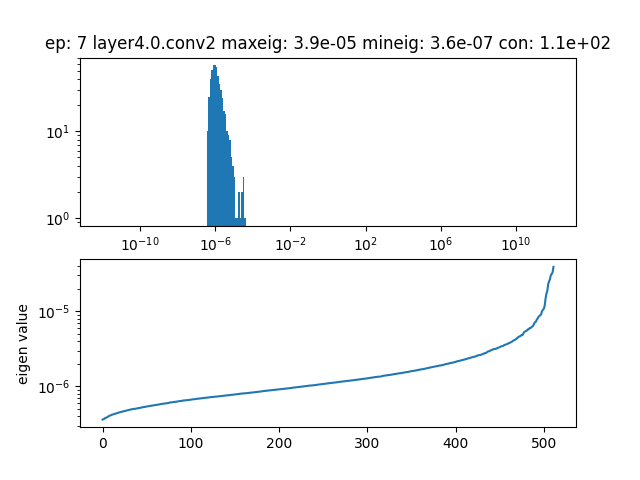 ep: 7 layer4.0.conv2 maxeig: 3.9e-05 mineig: 3.6e-07 con: 1.1e+02
10¹
10⁰
10⁻¹⁰ 10⁻⁶ 10⁻² 10² 10⁶ 10¹⁰
eigen value
10⁻⁵
10⁻⁶
0 100 200 300 400 500